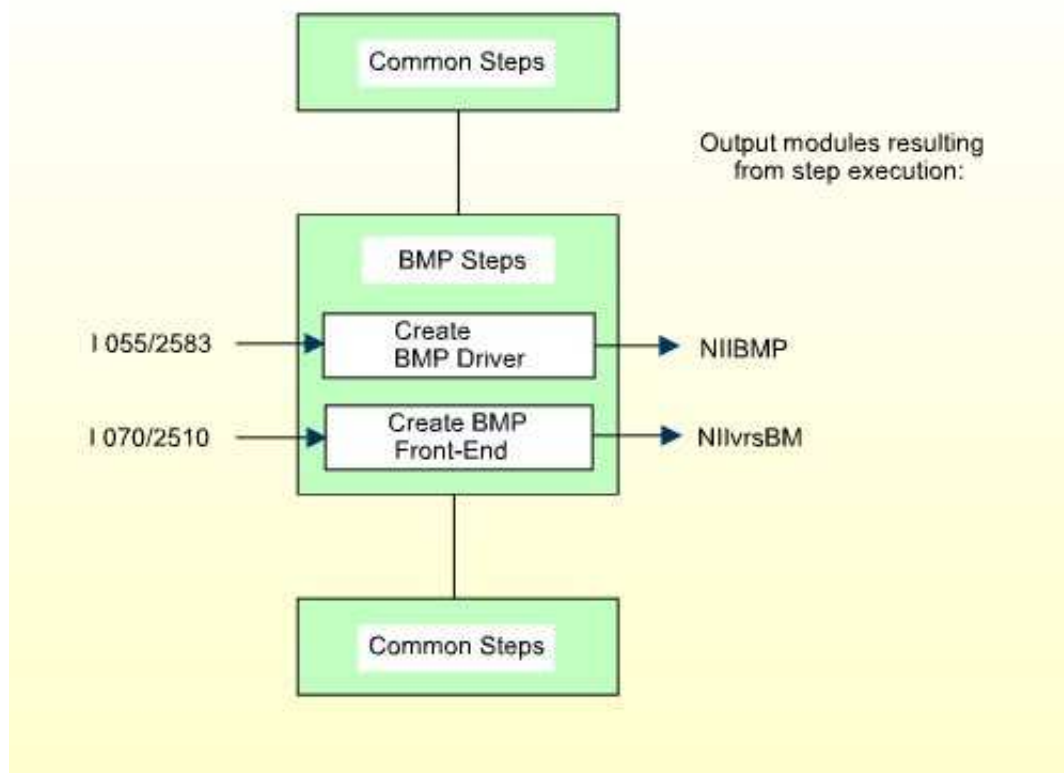 Common Steps
Output modules resulting
from step execution:
BMP Steps
I 055/2583
Create
BMP Driver
NIIBMP
I 070/2510
Create BMP
Front-End
NIIvrsBM
Common Steps